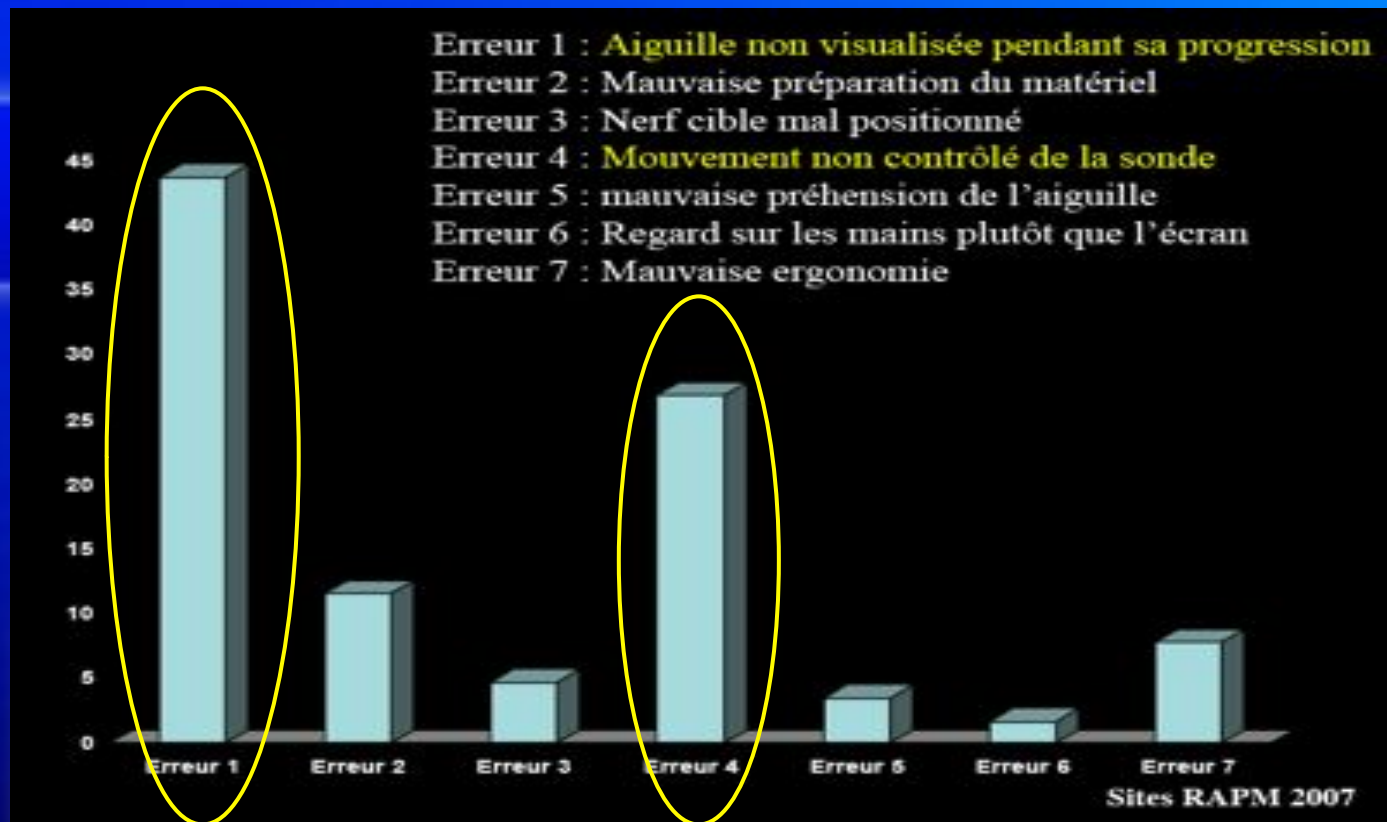 Erreur 1 : Aiguille non visualisée pendant sa progression
Erreur 2 : Mauvaise préparation du matériel
Erreur 3 : Nerf cible mal positionné
Erreur 4 : Mouvement non contrôlé de la sonde
Erreur 5 : mauvaise préhension de l'aiguille
Erreur 6 : Regard sur les mains plutôt que l'écran
Erreur 7 : Mauvaise ergonomie
45
40
35
30
25
20
15
10
5
0
Erreur 1 Erreur 2 Erreur 3 Erreur 4 Erreur 5 Erreur 6 Erreur 7
Sites RAPM 2007